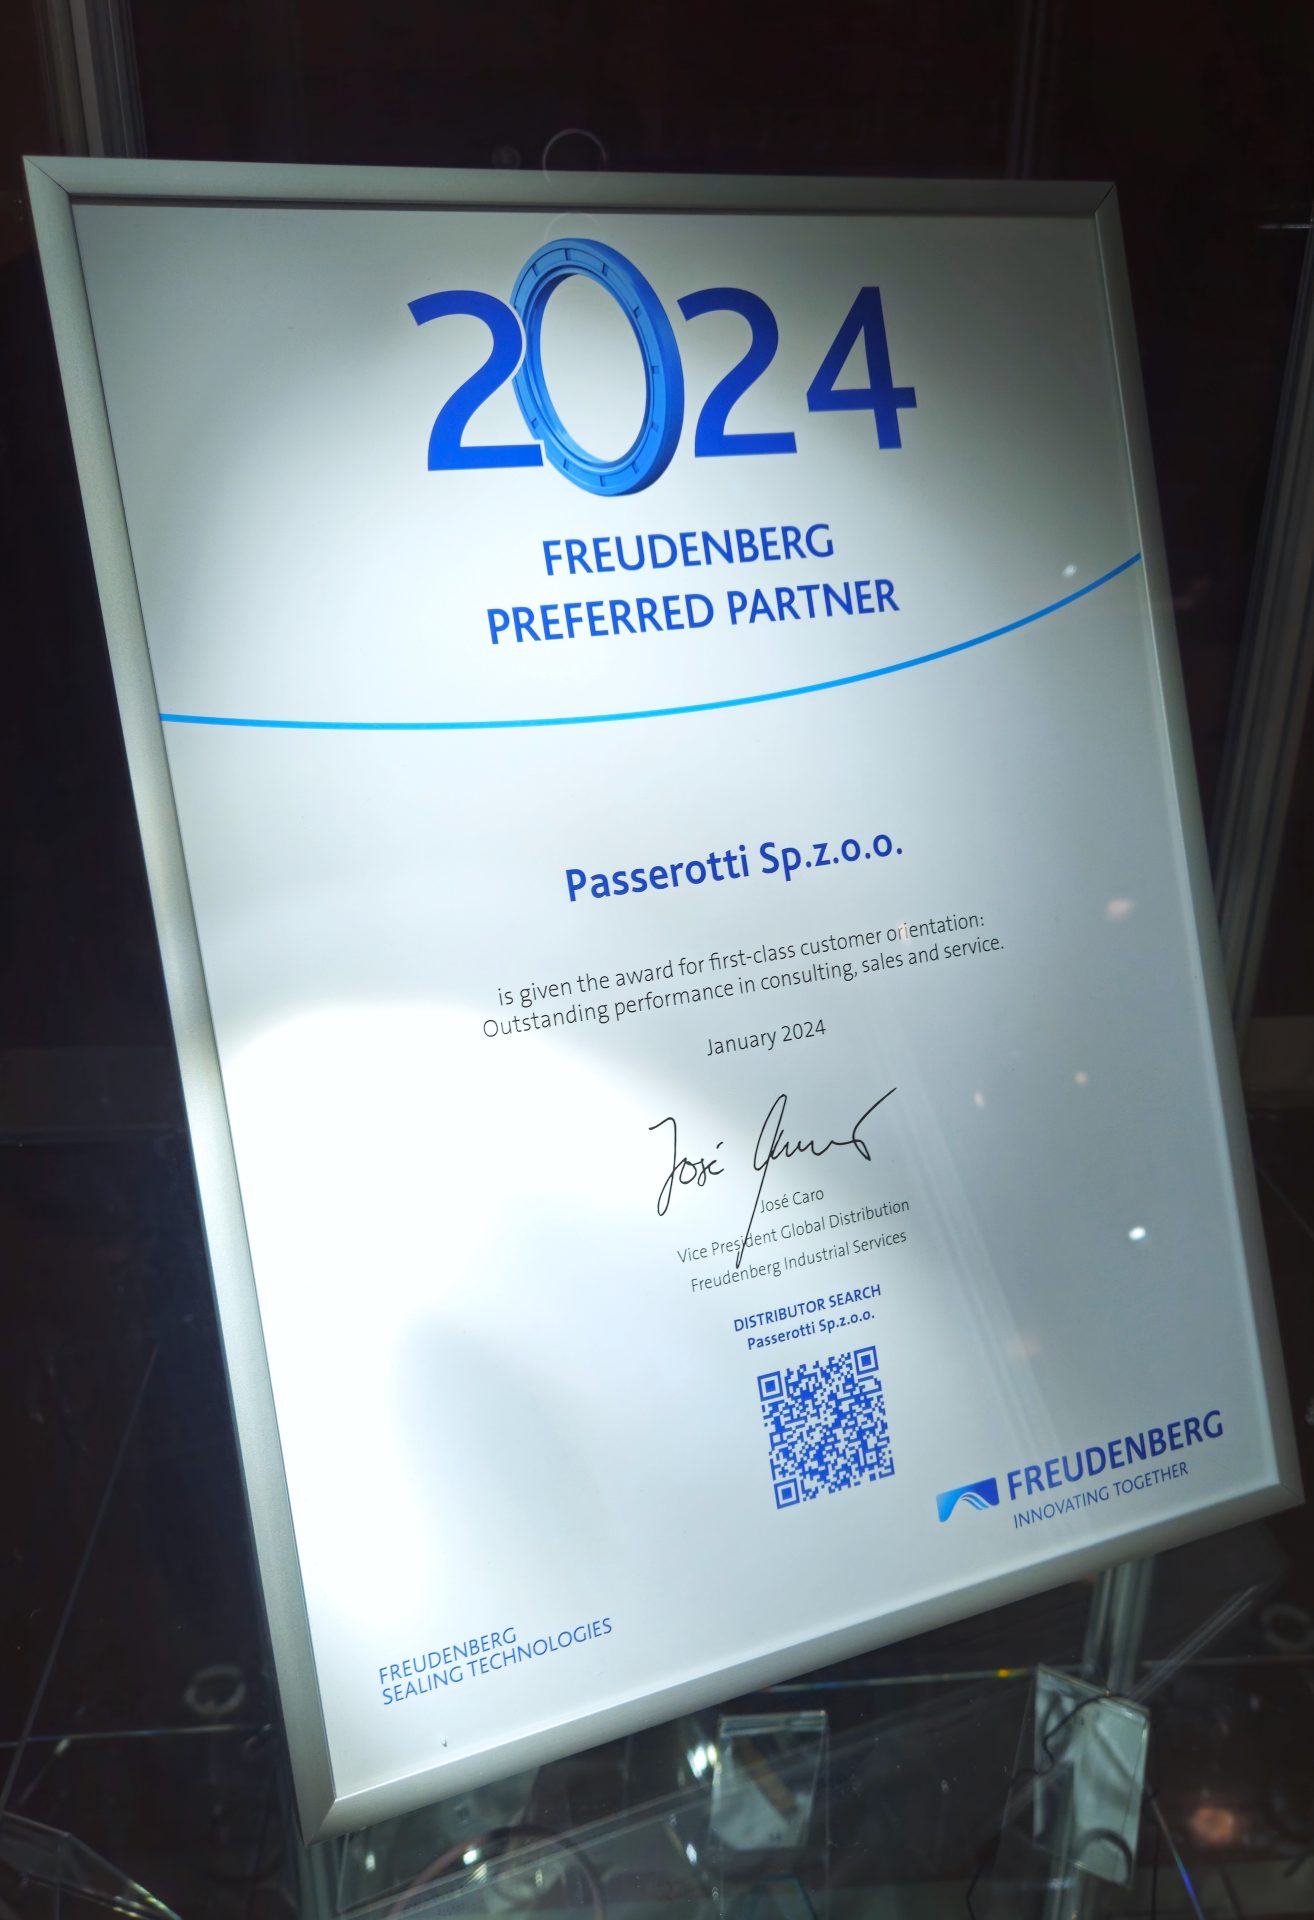 2024
FREUDENBERG
PREFERRED PARTNER
Passerotti Sp.z.o.o.
is given the award for first-class customer orientation:
Outstanding performance in consulting, sales and service.
January 2024
José Caro
Vice President Global Distribution
Freudenberg Industrial Services
DISTRIBUTOR SEARCH
Passerotti Sp.z.o.o.
FREUDENBERG
INNOVATING TOGETHER
FREUDENBERG
SEALING TECHNOLOGIES